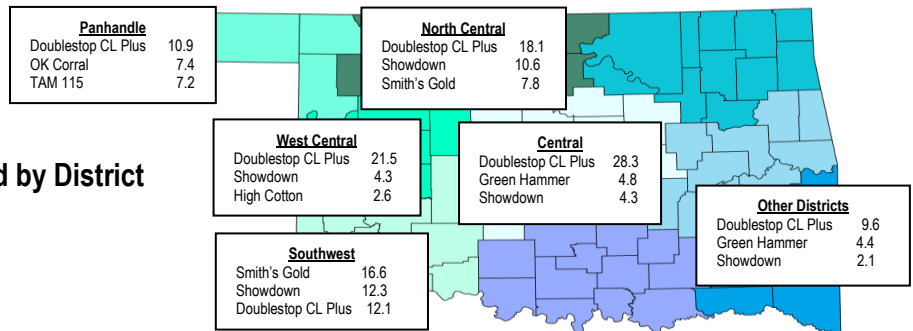 Panhandle
Doublestop CL Plus 10.9
OK Corral 7.4
TAM 115 7.2
North Central
Doublestop CL Plus 18.1
Showdown 10.6
Smith's Gold 7.8
West Central
Doublestop CL Plus 21.5
Showdown 4.3
High Cotton 2.6
Central
Doublestop CL Plus 28.3
Green Hammer 4.8
Showdown 4.3
d by District
Other Districts
Doublestop CL Plus 9.6
Green Hammer 4.4
Showdown 2.1
Southwest
Smith's Gold 16.6
Showdown 12.3
Doublestop CL Plus 12.1